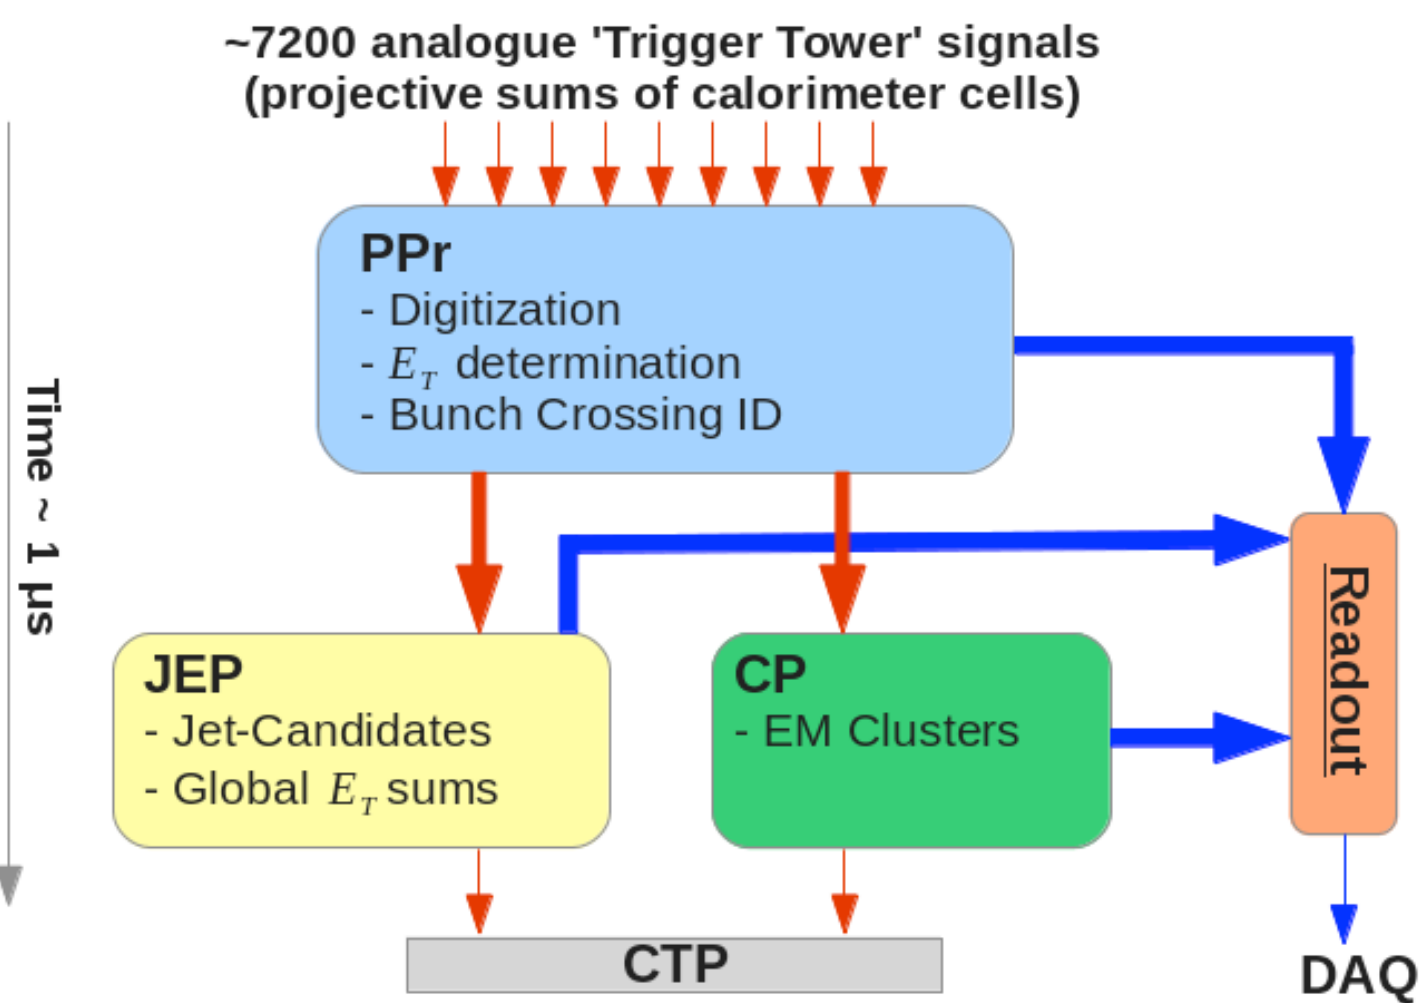 ~7200 analogue 'Trigger Tower' signals
(projective sums of calorimeter cells)
PPr
- Digitization
- E_T determination
- Bunch Crossing ID
Time ~ 1 μs
JEP
- Jet-Candidates
- Global E_T sums
CP
- EM Clusters
Readout
CTP
DAQ